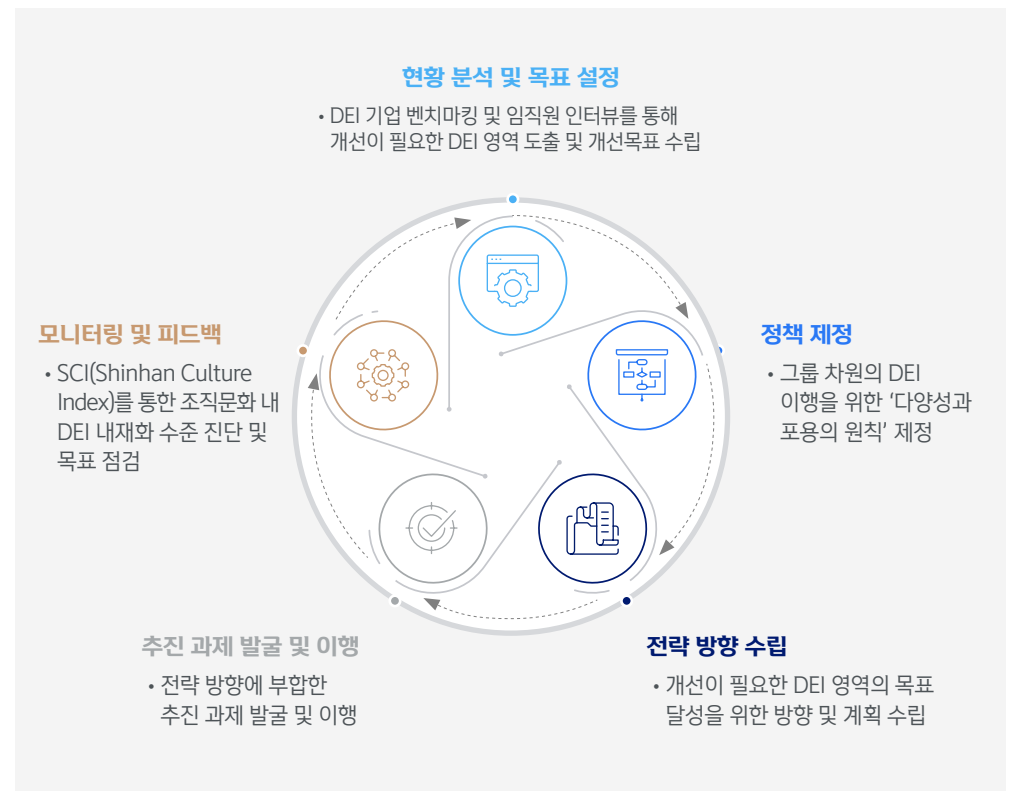 현황 분석 및 목표 설정
• DEI 기업 벤치마킹 및 임직원 인터뷰를 통해
개선이 필요한 DEI 영역 도출 및 개선목표 수립
정책 제정
• 그룹 차원의 DEI
이행을 위한 ‘다양성과
포용의 원칙’ 제정
전략 방향 수립
• 개선이 필요한 DEI 영역의 목표
달성을 위한 방향 및 계획 수립
추진 과제 발굴 및 이행
• 전략 방향에 부합한
추진 과제 발굴 및 이행
모니터링 및 피드백
• SCI(Shinhan Culture
Index)를 통한 조직문화 내
DEI 내재화 수준 진단 및
목표 점검